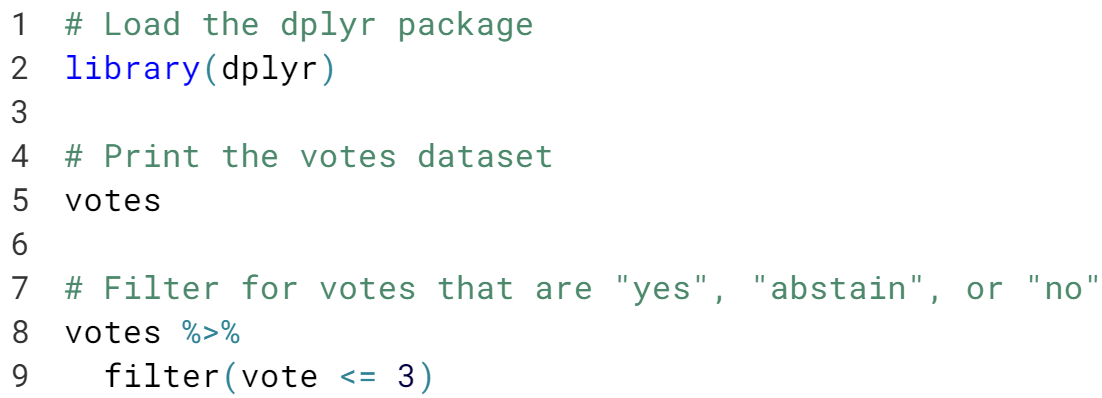 1 # Load the dplyr package
2 library(dplyr)
3
4 # Print the votes dataset
5 votes
6
7 # Filter for votes that are "yes", "abstain", or "no"
8 votes %>%
9   filter(vote <= 3)